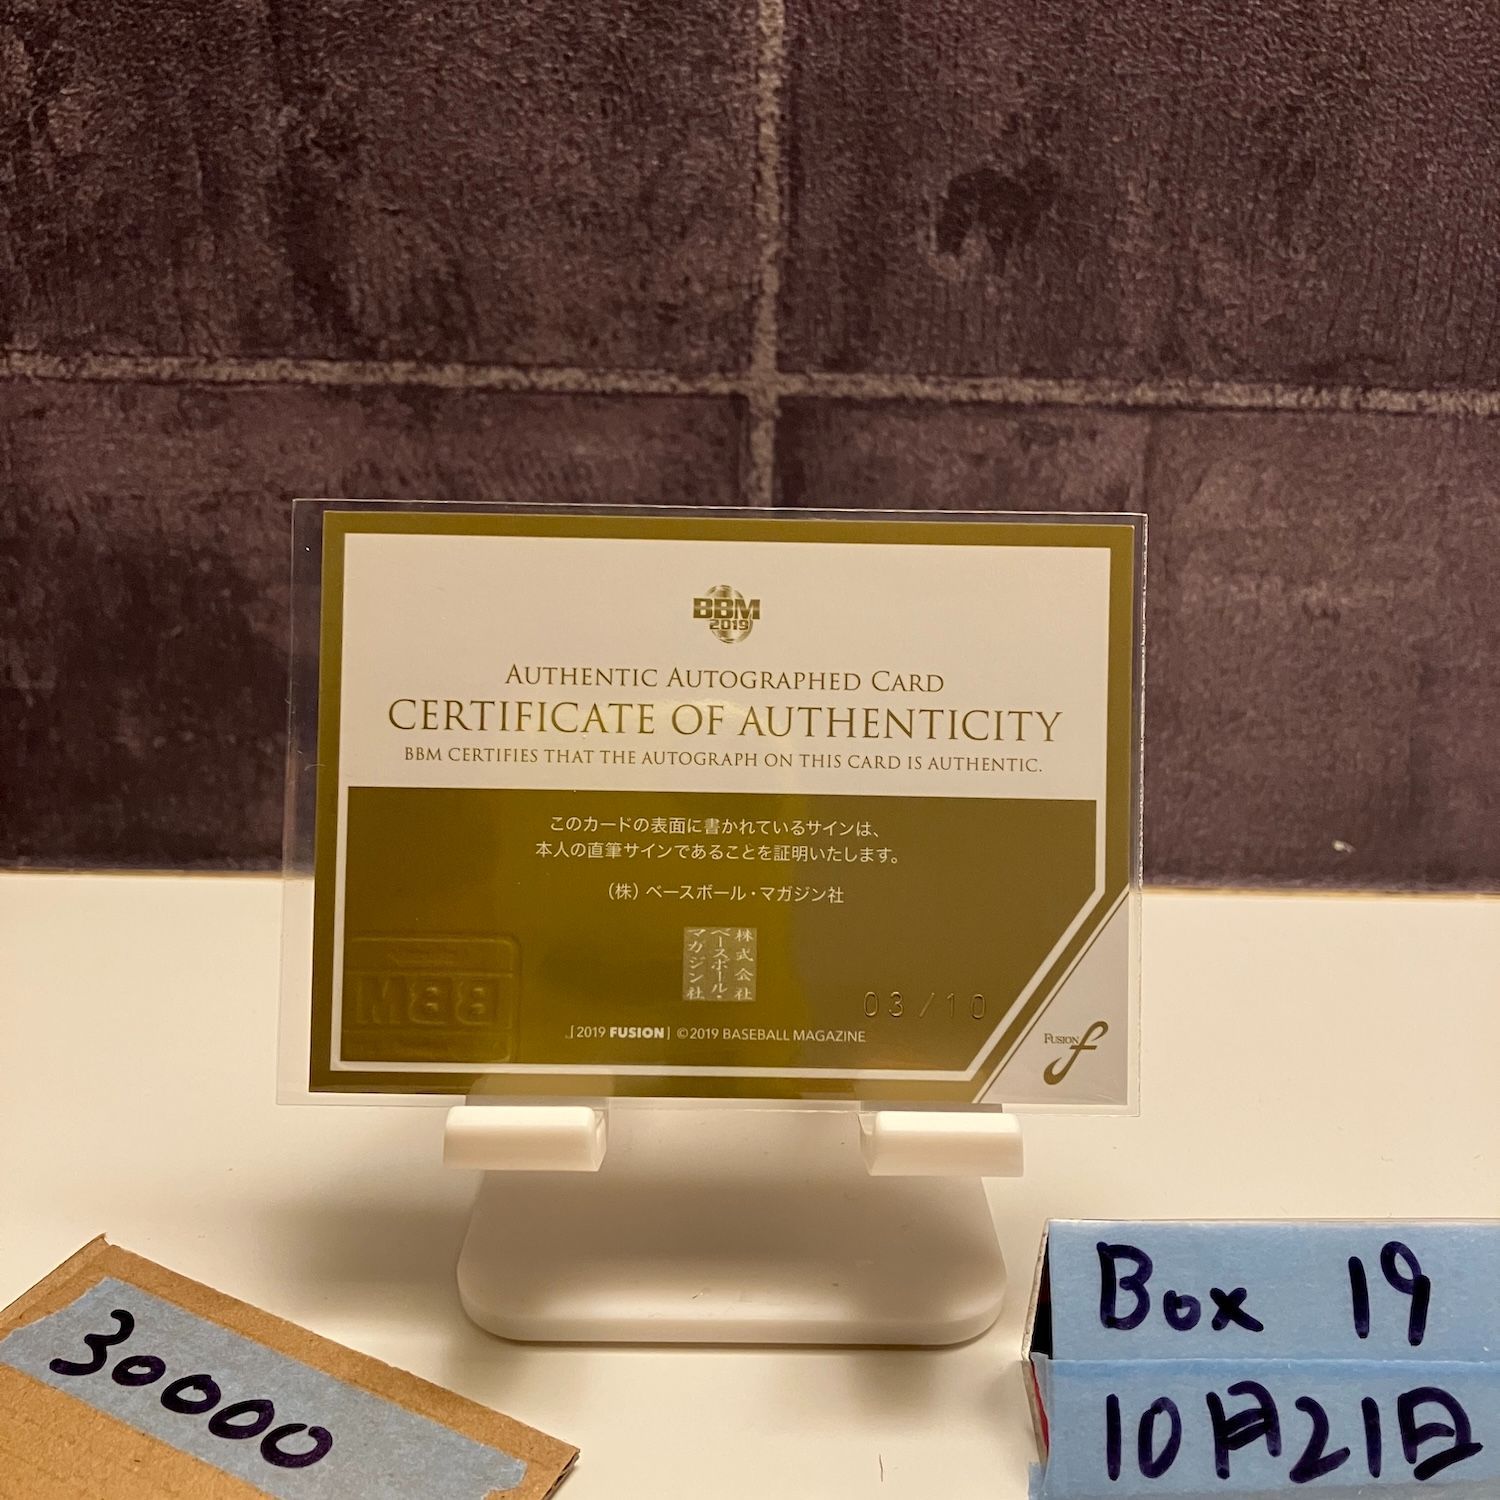 BBM
2019
AUTHENTIC AUTOGRAPHED CARD
CERTIFICATE OF AUTHENTICITY
BBM CERTIFIES THAT THE AUTOGRAPH ON THIS CARD IS AUTHENTIC.
このカードの表面に書かれているサインは、
本人の直筆サインであることを証明いたします。
(株)ベースボール・マガジン社
株式会社
ベースボール・
マガジン社
03/10
BBM
2019 FUSION ©2019 BASEBALL MAGAZINE
FUSION f
30000
Box 19
10月21日